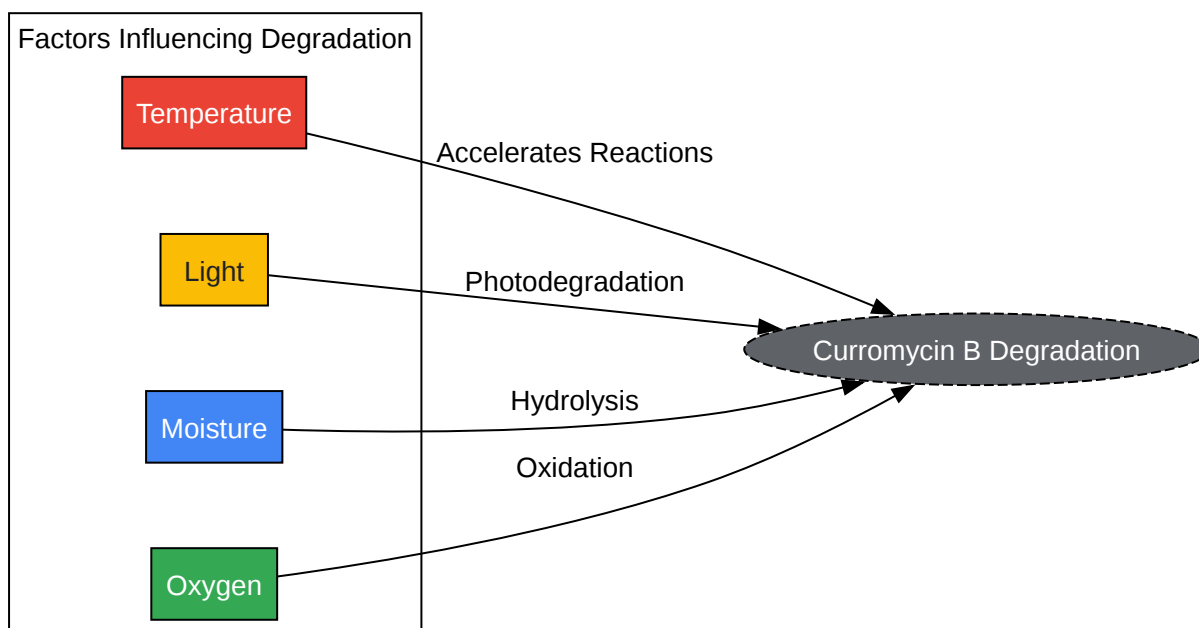 Factors Influencing Degradation
Temperature
Accelerates Reactions
Light
Photodegradation
Curromycin B Degradation
Moisture
Hydrolysis
Oxidation
Oxygen